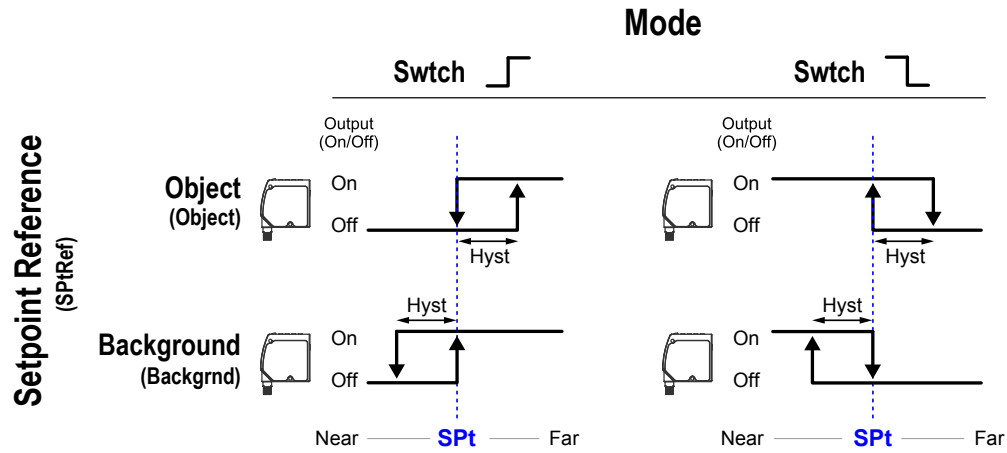 Mode
Swtch
Swtch
Output
(On/Off)
Output
(On/Off)
Setpoint Reference
(SPtRef)
Object
(Object)
On
Off
Hyst
On
Off
Hyst
Background
(Backgrnd)
Hyst
On
Off
Hyst
On
Off
Near SPt Far
Near SPt Far